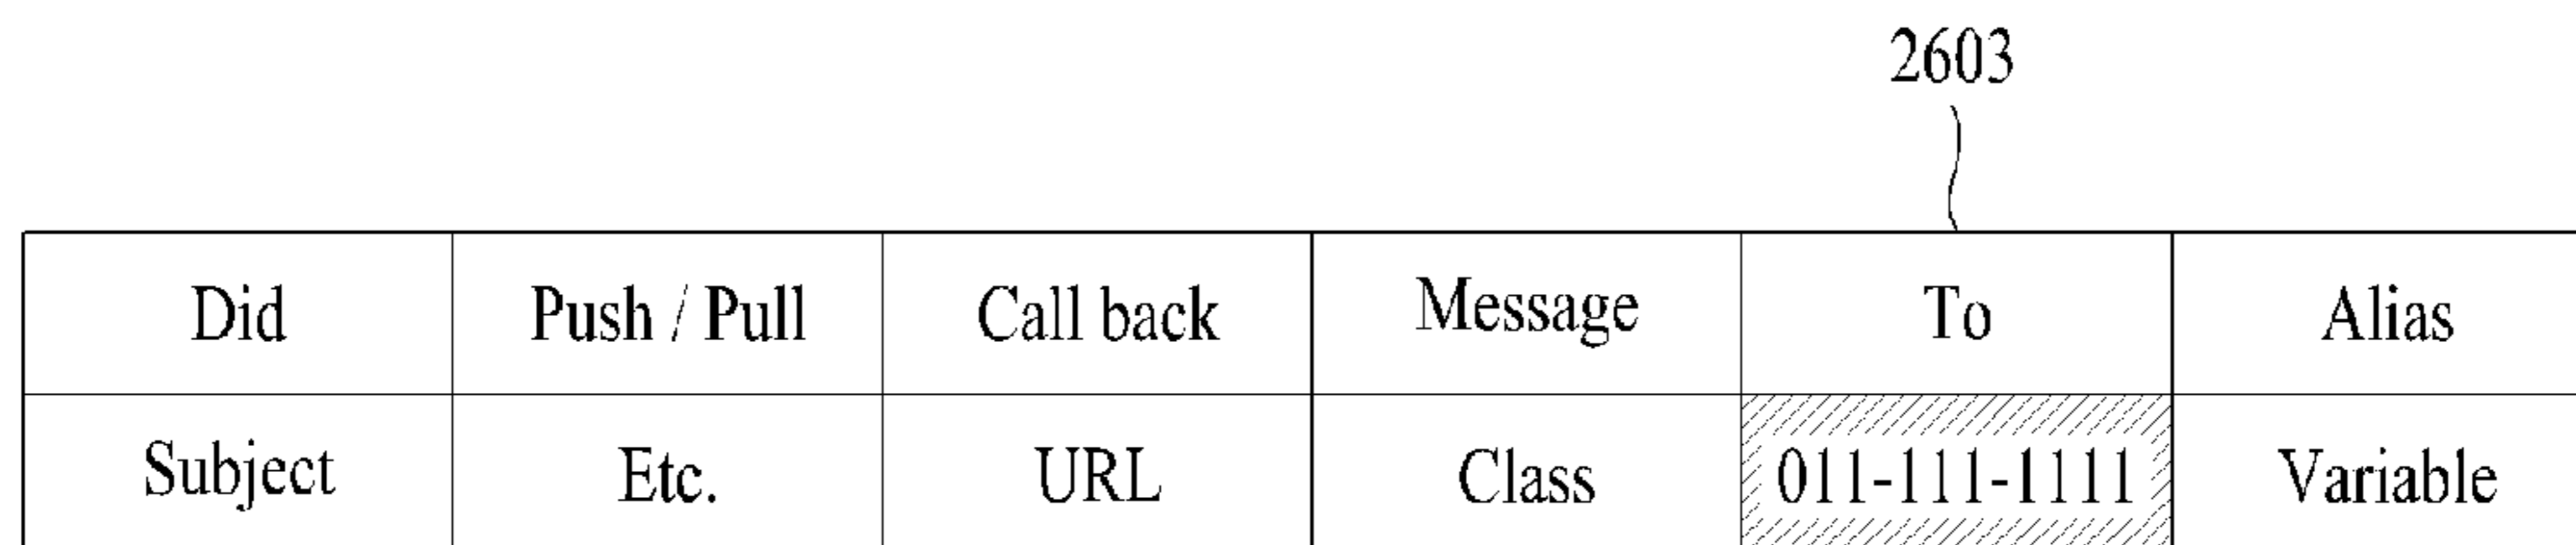 2603
Did Push / Pull Call back Message To Alias
Subject Etc. URL Class 011-111-1111 Variable